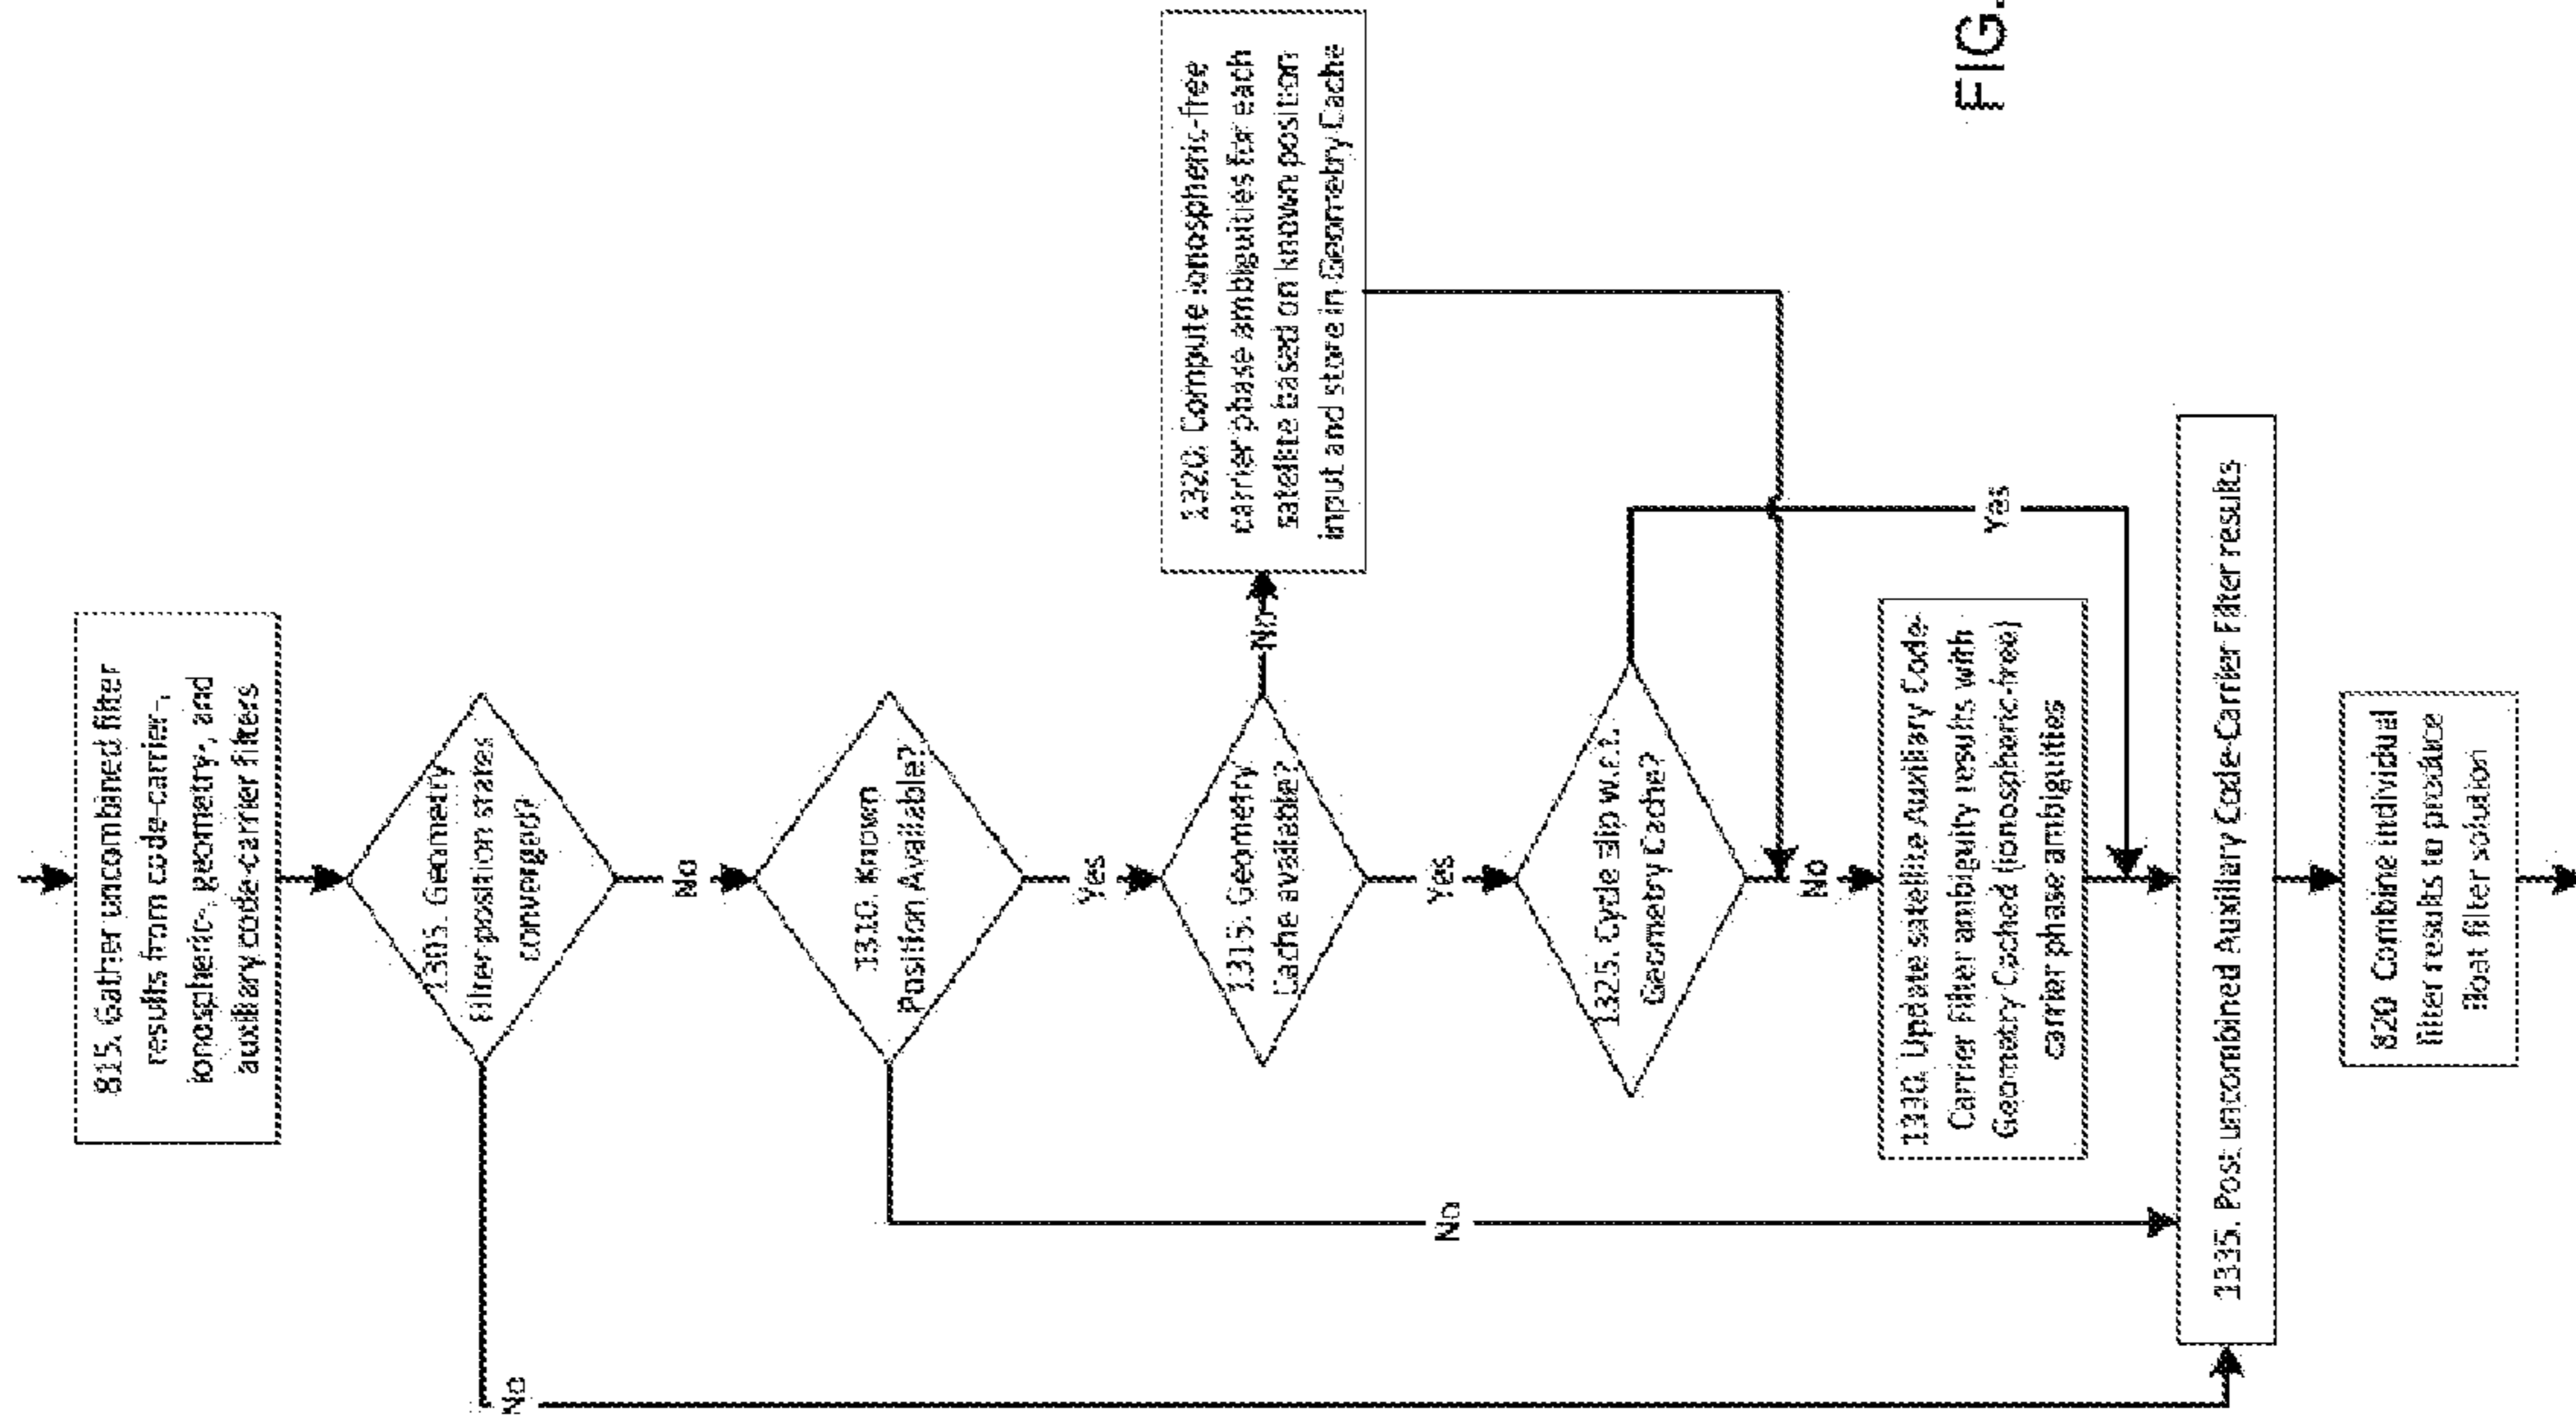 815. Gather uncombined filter
results from code-carrier-,
ionospheric-, geometry-, and
auxiliary code-carrier filters
1305. Geometry
Filter position states
converged?
No
No
1310. Known
Position Available?
Yes
No
1315. Geometry
Cache available?
No
Yes
1320. Compute ionospheric-free
carrier phase ambiguities for each
satellite based on known position
input and store in Geometry Cache
1325. Cycle slip w.r.t.
Geometry Cache?
Yes
No
1330. Update satellite Auxiliary Code-
Carrier Filter ambiguity results with
Geometry Cached (ionospheric-free)
carrier phase ambiguities
1335. Post uncombined Auxiliary Code-Carrier Filter results
820 Combine individual
filter results to produce
float filter solution
FIG.